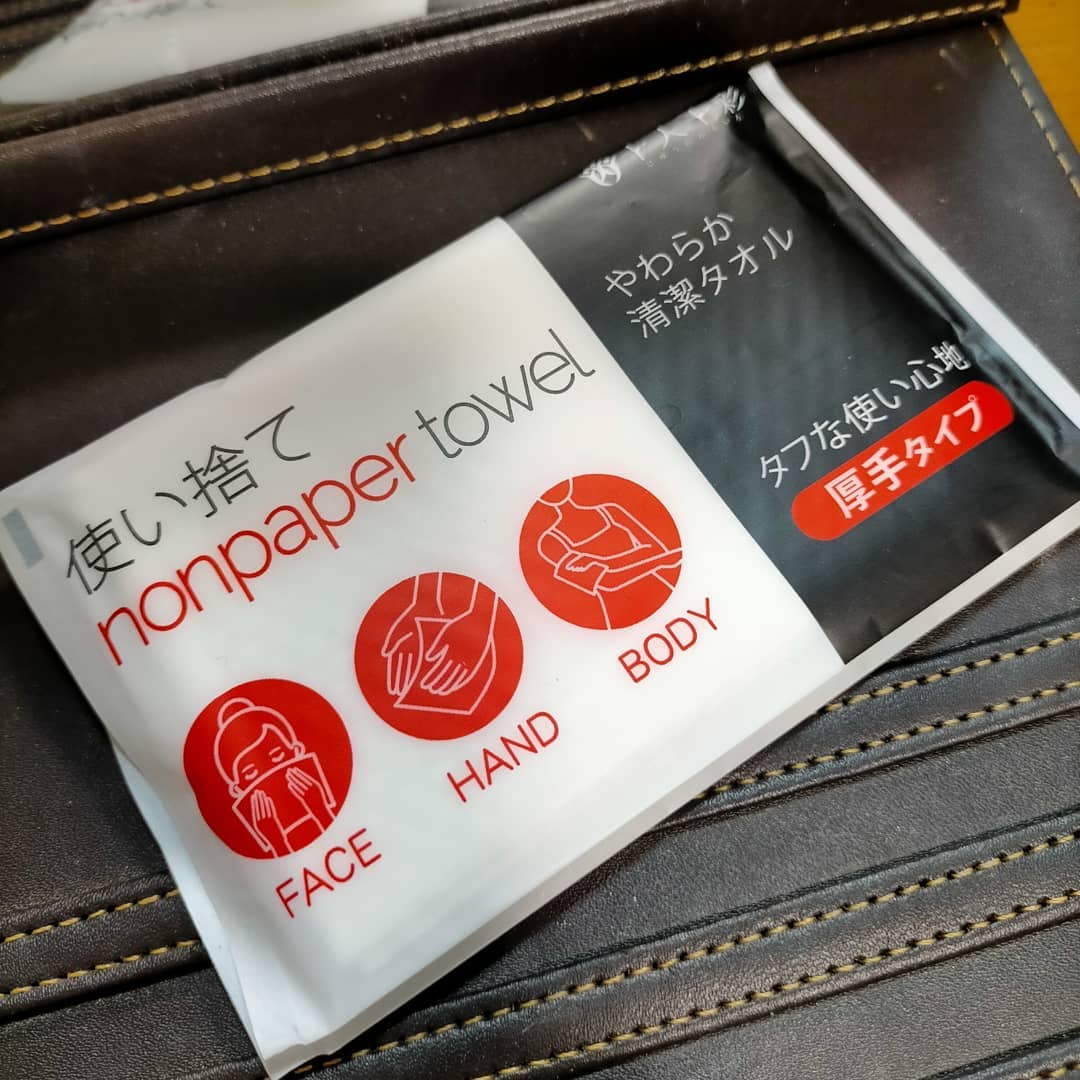 使い捨て
nonpaper towel
FACE
HAND
BODY
やわらか
清潔タオル
タフな使い心地
厚手タイプ